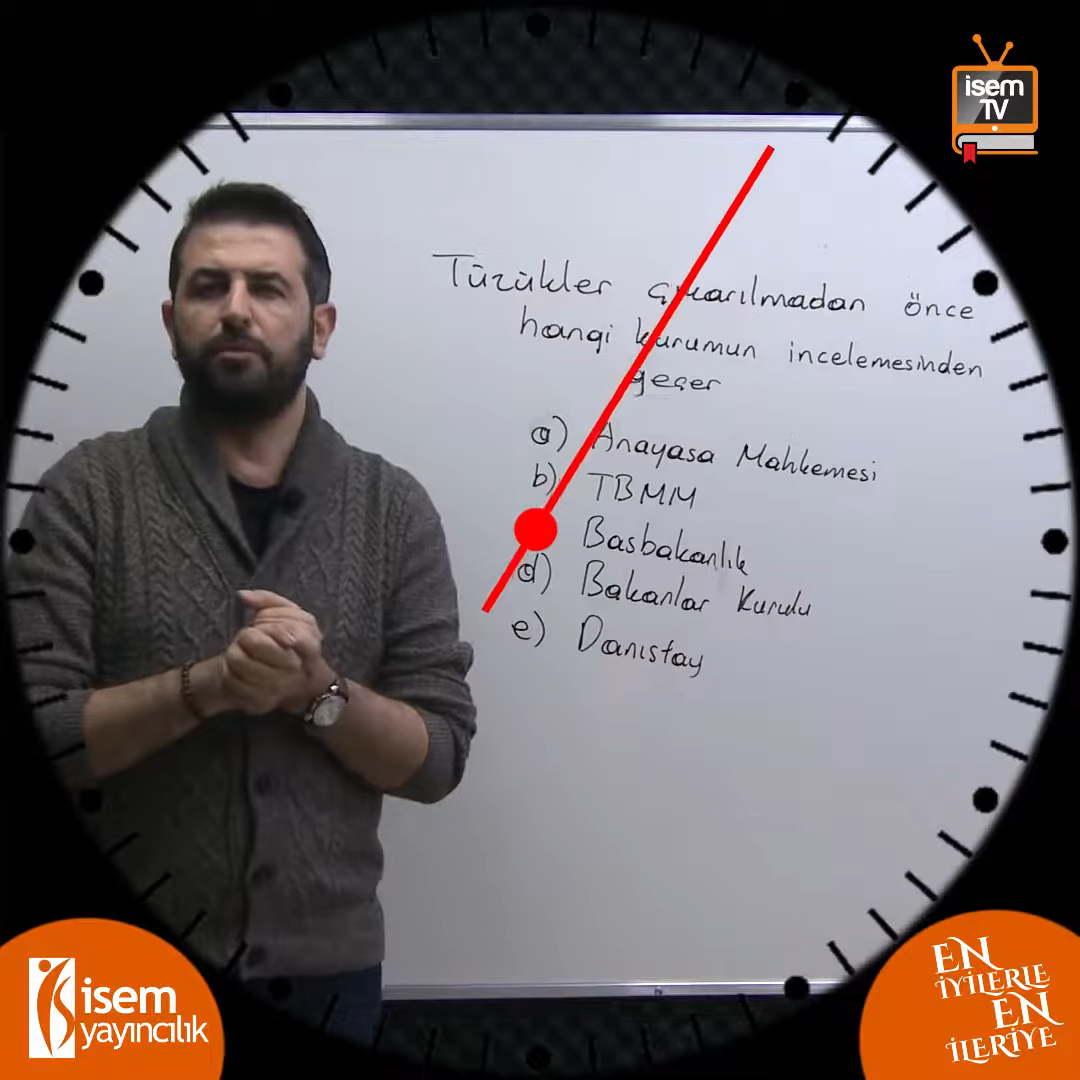 isem
TV
Tüzükler çıkarılmadan önce
hangi kurumun incelemesinden
geçer
a) Anayasa Mahkemesi
b) TBMM
Basbakanlık
d) Bakanlar Kurulu
e) Danıstay
isem
yayıncılık
EN
İYİLERLE
EN
İLERİYE